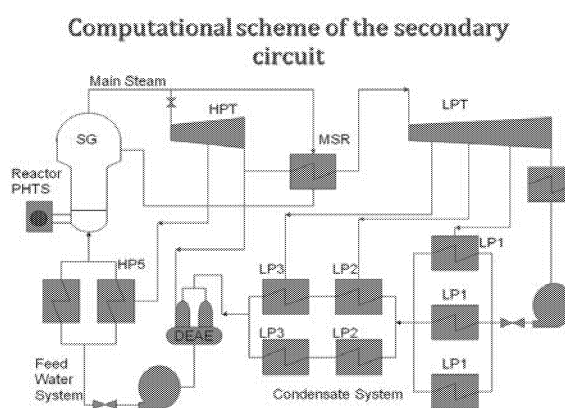 Computational scheme of the secondary
circuit
Main Steam
HPT
LPT
SG
MSR
Reactor
PHTS
LP1
HP5
LP3
LP2
LP1
DEAE
LP3
LP2
Feed
Water
System
LP1
Condensate System